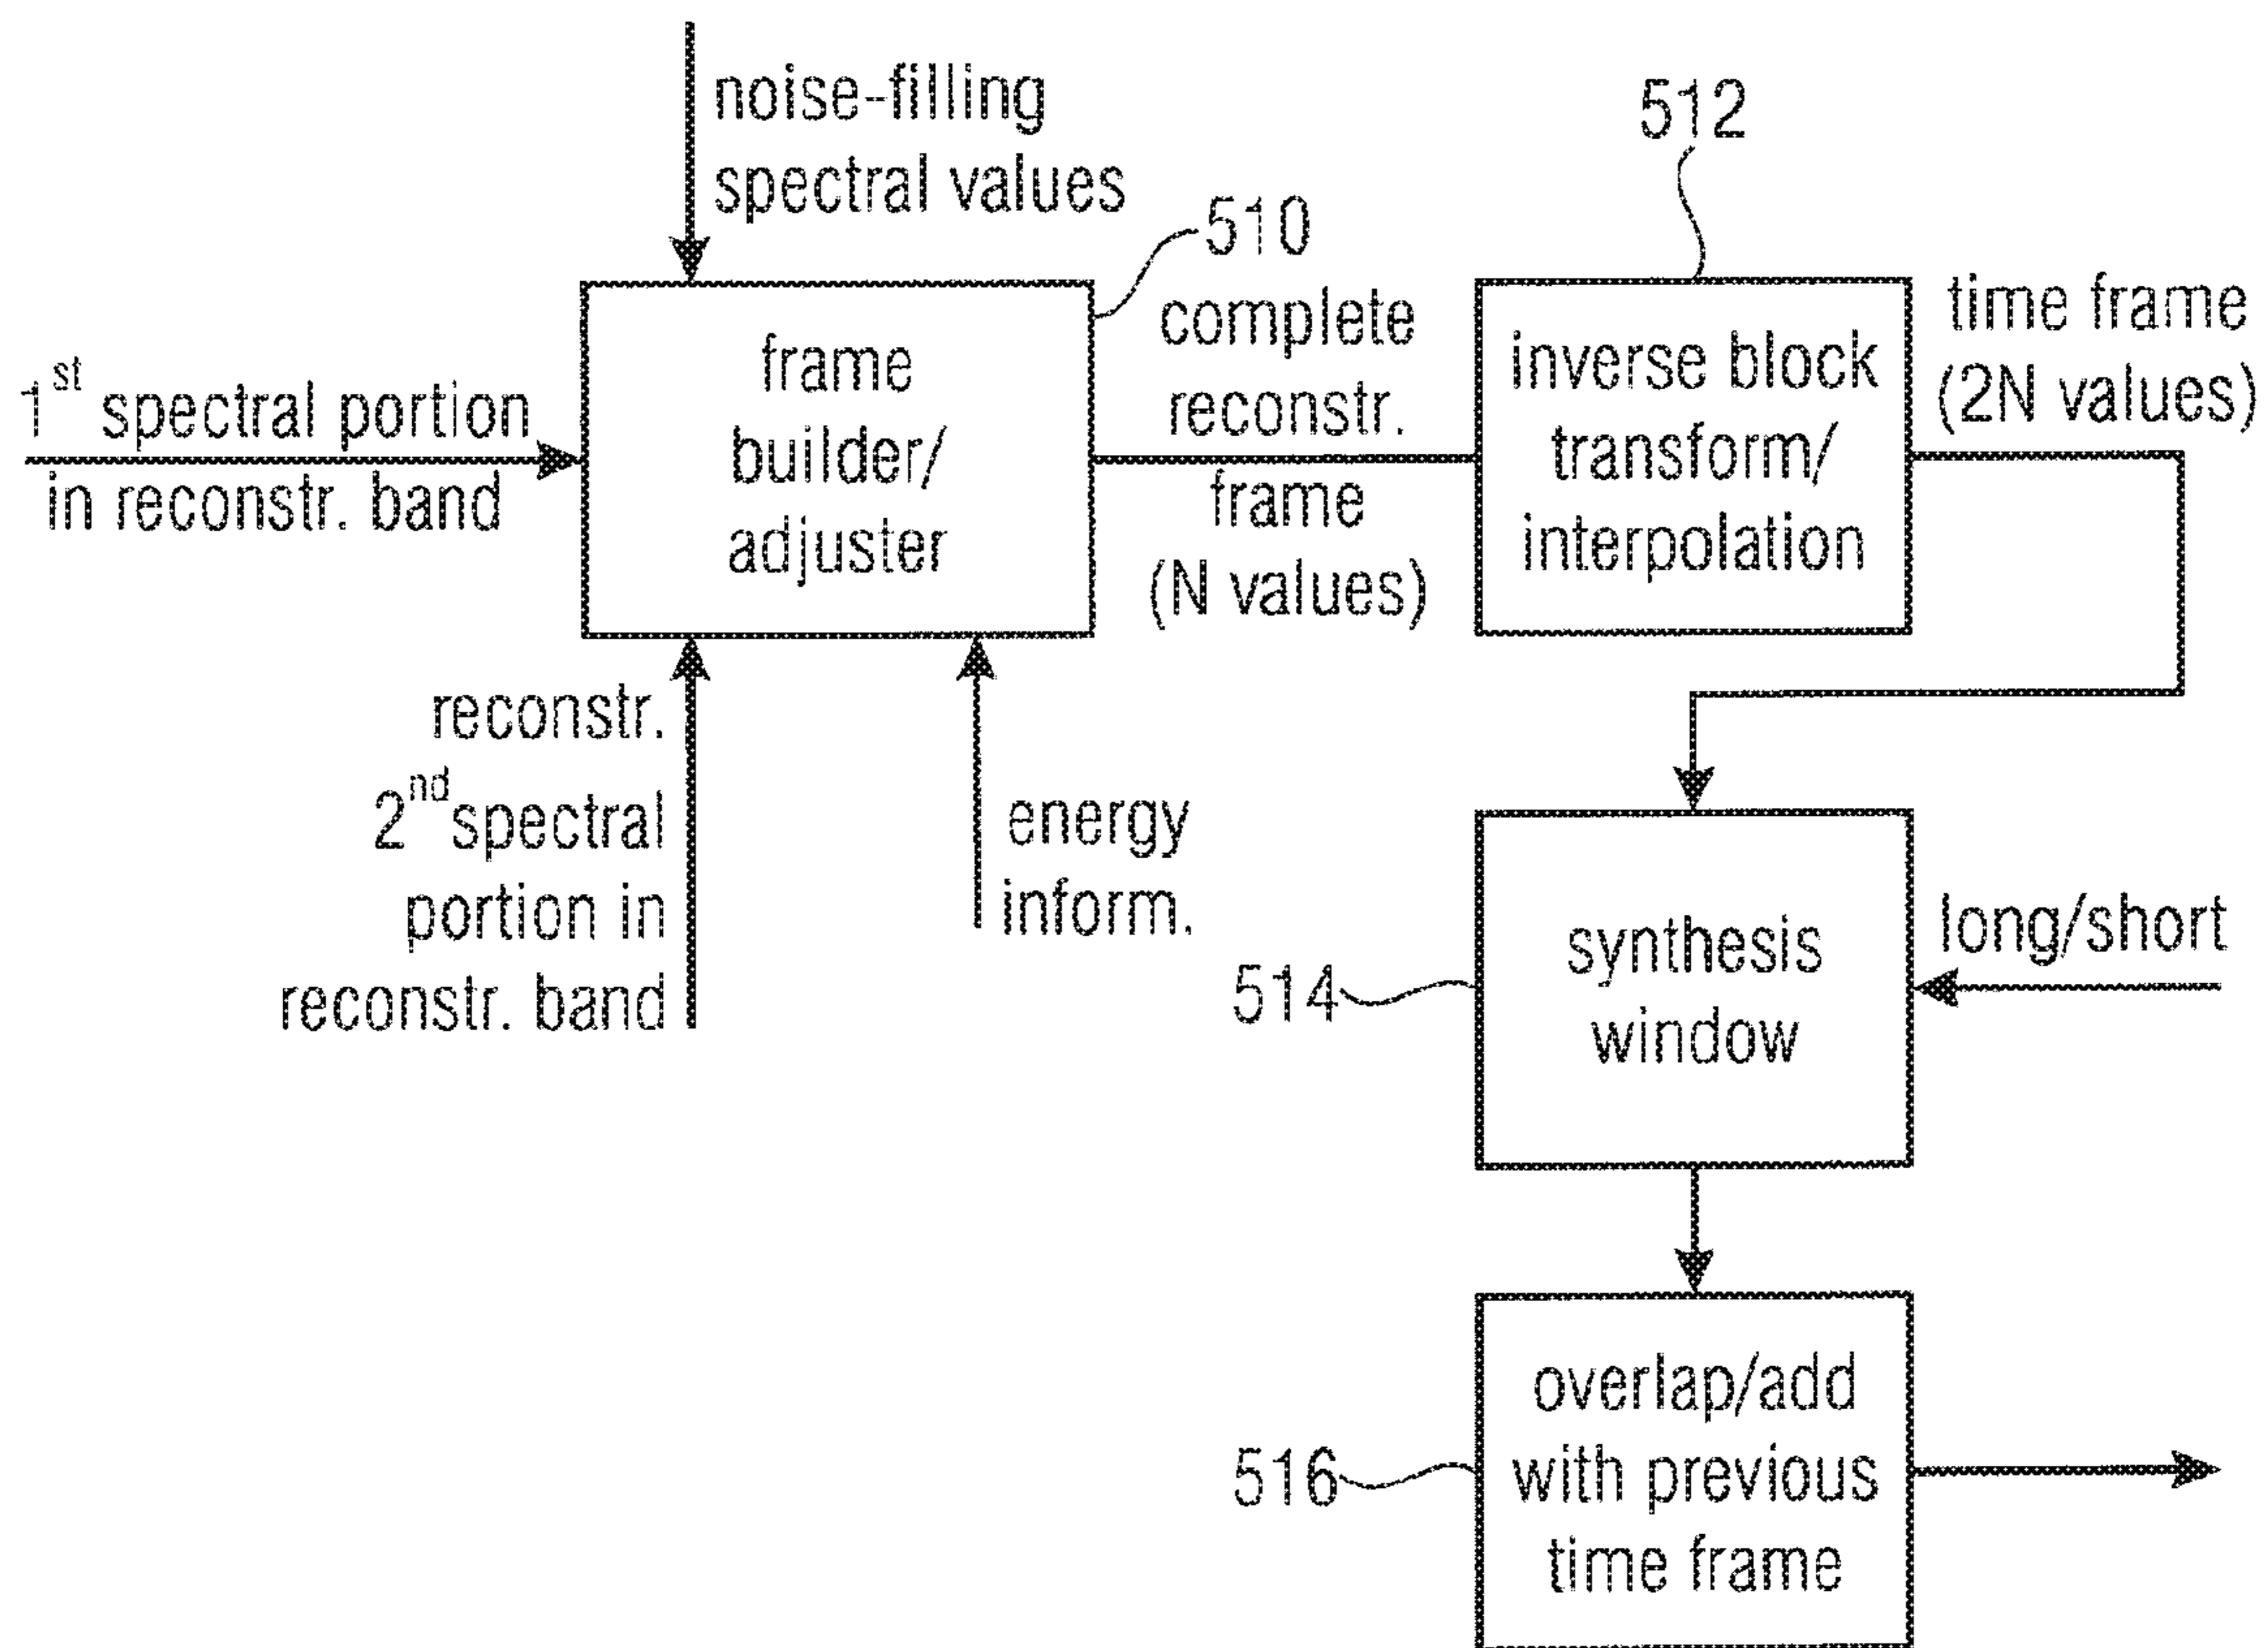 noise-filling
spectral values
512
510
1st spectral portion
in reconstr. band
frame
builder/
adjuster
complete
reconstr.
frame
(N values)
inverse block
transform/
interpolation
time frame
(2N values)
reconstr.
2nd spectral
portion in
reconstr. band
energy
inform.
514
synthesis
window
long/short
516
overlap/add
with previous
time frame